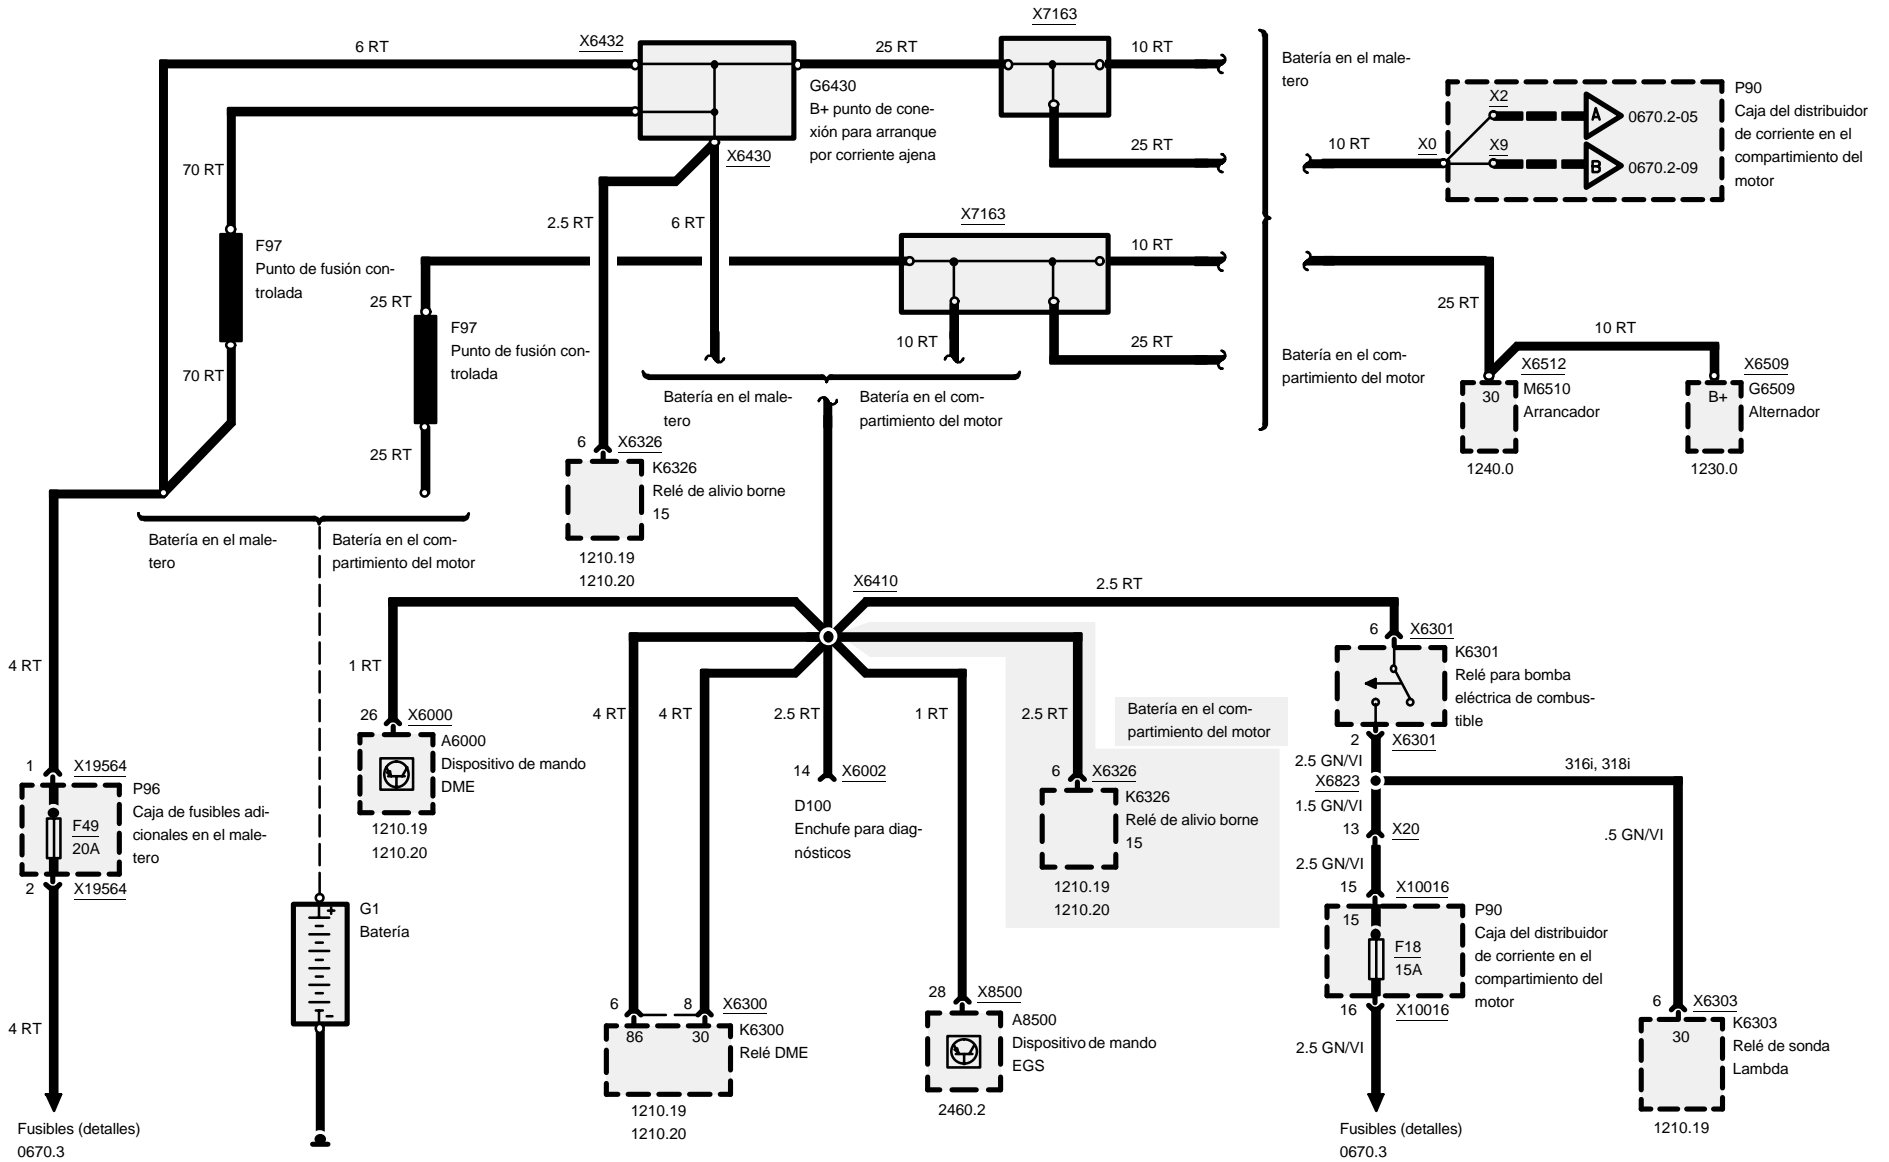 X7163
6 RT
X6432
25 RT
10 RT
G6430
B+ punto de cone-
xión para arranque
por corriente ajena
X6430
25 RT
Batería en el male-
tero
P90
Caja del distribuidor
de corriente en el
compartimiento del
motor
X2
A
0670.2-05
10 RT
X0
X9
B
0670.2-09
70 RT
2.5 RT
6 RT
X7163
10 RT
F97
Punto de fusión con-
trolada
25 RT
F97
Punto de fusión con-
trolada
10 RT
25 RT
25 RT
10 RT
70 RT
Batería en el com-
partimiento del motor
X6512
30
M6510
Arrancador
1240.0
X6509
B+
G6509
Alternador
1230.0
Batería en el male-
tero
Batería en el com-
partimiento del motor
25 RT
6
X6326
K6326
Relé de alivio borne
15
1210.19
1210.20
Batería en el male-
tero
Batería en el com-
partimiento del motor
X6410
2.5 RT
4 RT
1 RT
26
X6000
A6000
Dispositivo de mando
DME
1210.19
1210.20
4 RT
4 RT
2.5 RT
1 RT
2.5 RT
Batería en el com-
partimiento del motor
6
X6301
K6301
Relé para bomba
eléctrica de combus-
tible
2
X6301
2.5 GN/VI
X6823
316i, 318i
1.5 GN/VI
13
X20
.5 GN/VI
2.5 GN/VI
15
X10016
15
F18
15A
P90
Caja del distribuidor
de corriente en el
compartimiento del
motor
16
X10016
2.5 GN/VI
Fusibles (detalles)
0670.3
6
X6303
30
K6303
Relé de sonda
Lambda
1210.19
14
X6002
D100
Enchufe para diag-
nósticos
6
X6326
K6326
Relé de alivio borne
15
1210.19
1210.20
1
X19564
P96
Caja de fusibles adi-
cionales en el male-
tero
F49
20A
2
X19564
4 RT
Fusibles (detalles)
0670.3
+
G1
Batería
-
6
8
X6300
86
30
K6300
Relé DME
1210.19
1210.20
28
X8500
A8500
Dispositivo de mando
EGS
2460.2